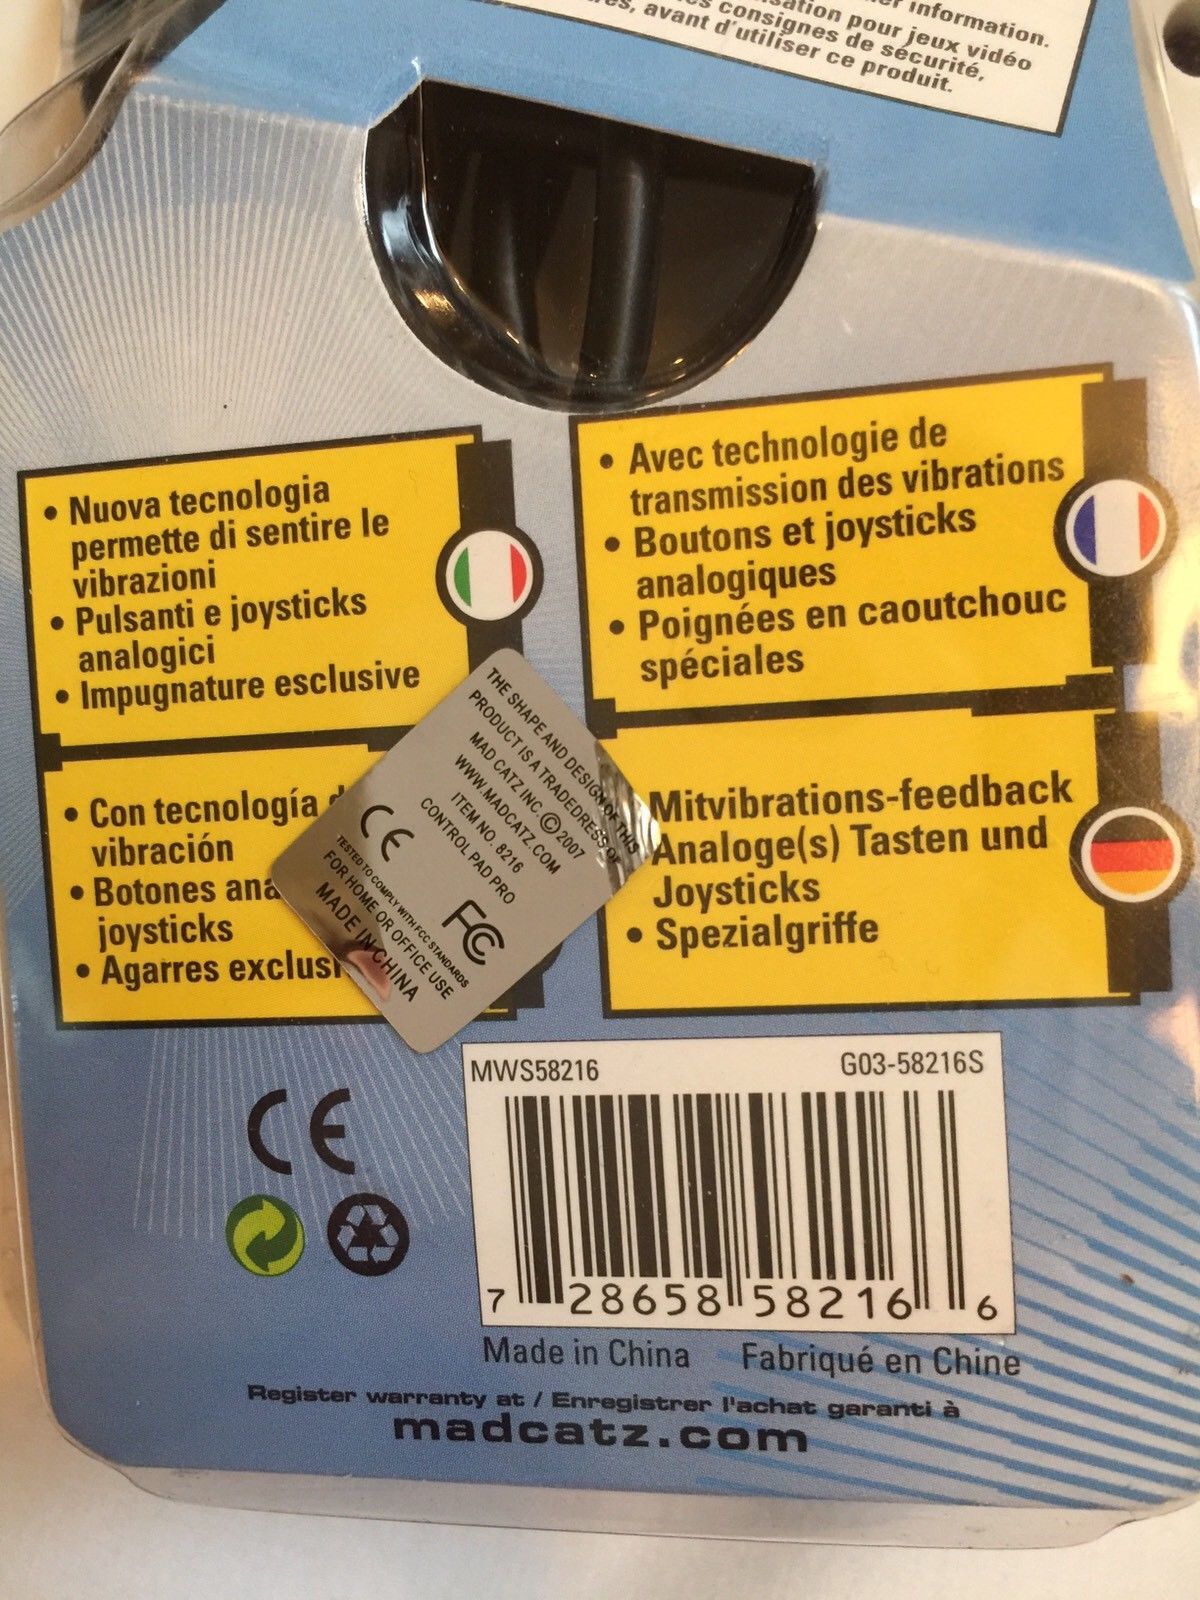 information.
pour jeux vidéo
consignes de sécurité,
avant d'utiliser ce produit.
• Nuova tecnologia
permette di sentire le
vibrazioni
• Pulsanti e joysticks
analogici
• Impugnature esclusive
• Avec technologie de
transmission des vibrations
• Boutons et joysticks
analogiques
• Poignées en caoutchouc
spéciales
• Con tecnología
vibración
• Botones
joysticks
• Agarres
Mitvibrations-feedback
Analoge(s) Tasten und
Joysticks
• Spezialgriffe
THE SHAPE AND DESIGN OF THIS
PRODUCT IS A TRADEDRESS OF
MAD CATZ INC. © 2007
WWW.MADCATZ.COM
ITEM NO. 8216
CONTROL PAD PRO
CE
FC
TESTED TO COMPLY WITH FCC STANDARDS
FOR HOME OR OFFICE USE
MADE IN CHINA
CE
MWS58216 G03-58216S
7 28658 58216 6
Made in China Fabriqué en Chine
Register warranty at / Enregistrer l'achat garanti à
madcatz.com